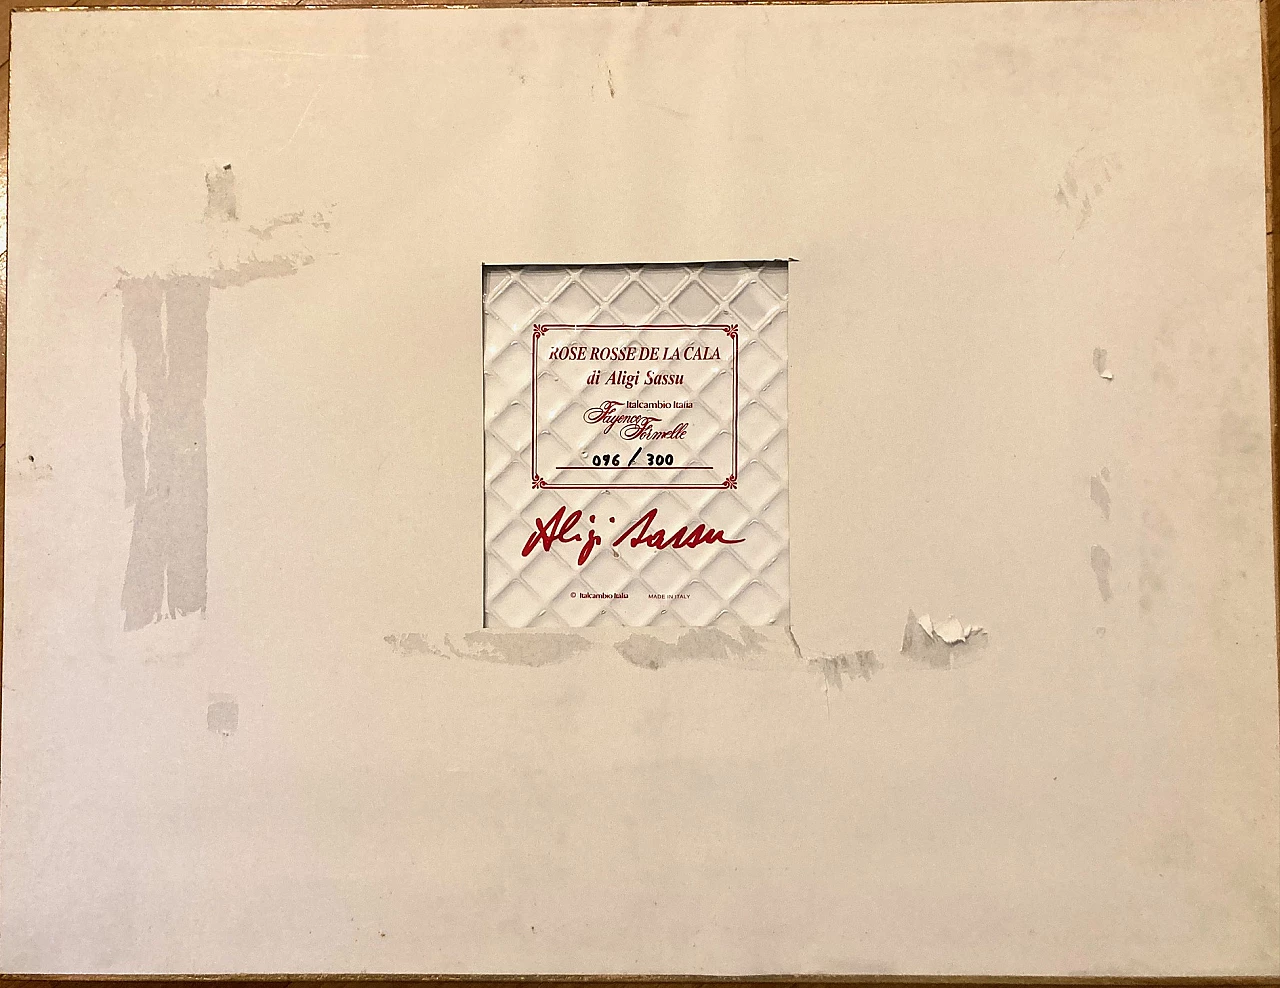 ROSE ROSSE DE LA CALA
di Aligi Sassu
Italcambio Italia
Fayence
Formelle
096 / 300
Aligi Sassu
© Italcambio Italia MADE IN ITALY